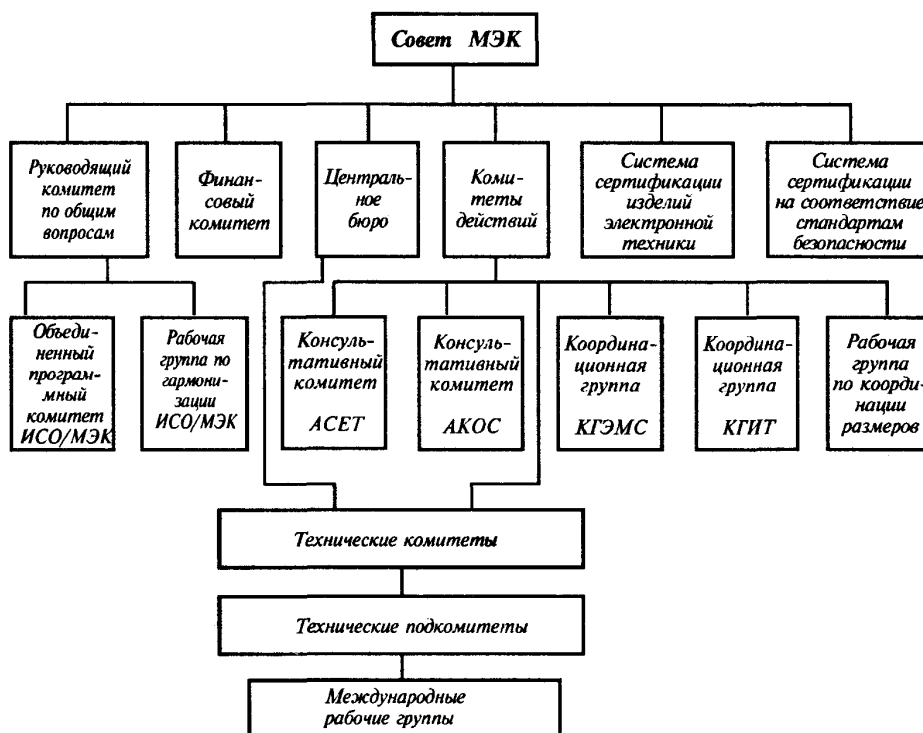 Совет МЭК
Руководящий
комитет
по общим
вопросам
Финан-
совый
комитет
Централь-
ное
бюро
Коми-
теты
действий
Система
сертификации
изделий
электронной
техники
Система
сертификации
на соответствие
стандартам
безопасности
Объеди-
ненный
програм-
мный
комитет
ИСО/МЭК
Рабочая
группа по
гармони-
зации
ИСО/МЭК
Консуль-
тативный
комитет
АСЕТ
Консуль-
тативный
комитет
АКОС
Координа-
ционная
группа
КГЭМС
Координа-
ционная
группа
КГИТ
Рабочая
группа
по коорди-
нации
размеров
Технические комитеты
Технические подкомитеты
Международные
рабочие группы